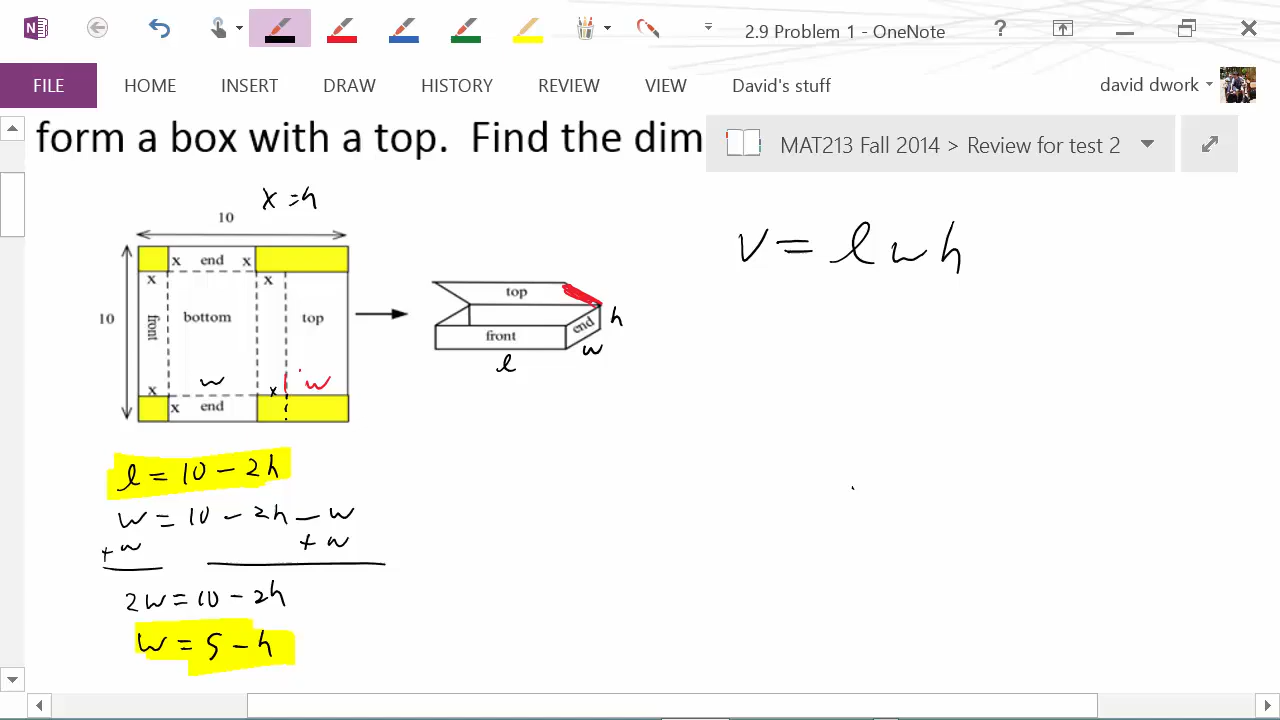 2.9 Problem 1 - OneNote
?
FILE HOME INSERT DRAW HISTORY REVIEW VIEW David's stuff
david dwork
form a box with a top. Find the dim
MAT213 Fall 2014 > Review for test 2
x = h
10
x end x
x x
10
front bottom top
w w
x x
x end
top
h
front end
w
l
V = l w h
l = 10 - 2h
w = 10 - 2h - w
+ w + w
2w = 10 - 2h
w = 5 - h